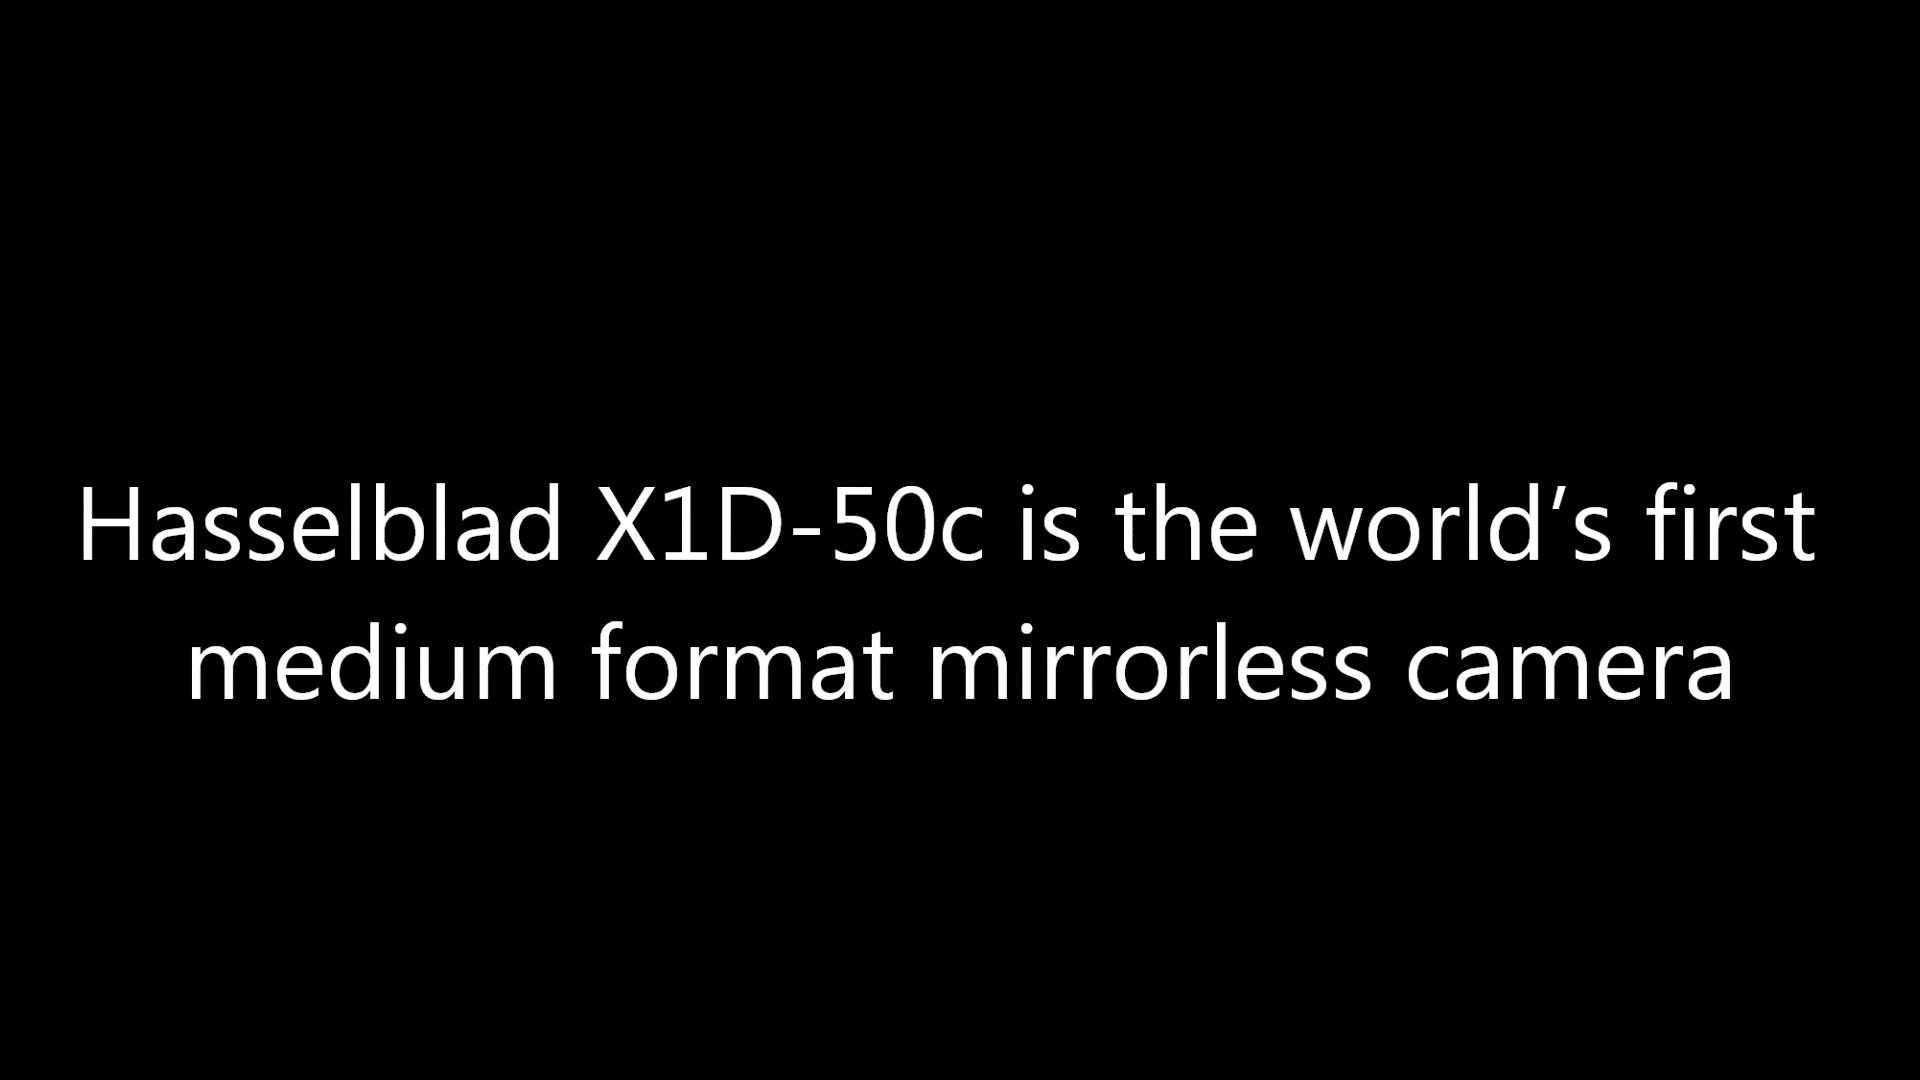 Hasselblad X1D-50c is the world’s first
medium format mirrorless camera